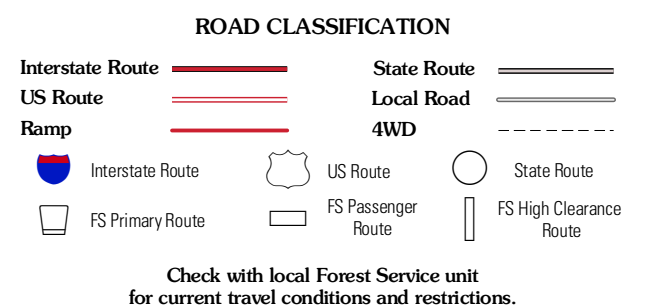 ROAD CLASSIFICATION
Interstate Route
State Route
US Route
Local Road
Ramp
4WD
Interstate Route
US Route
State Route
FS Primary Route
FS Passenger
Route
FS High Clearance
Route
Check with local Forest Service unit
for current travel conditions and restrictions.